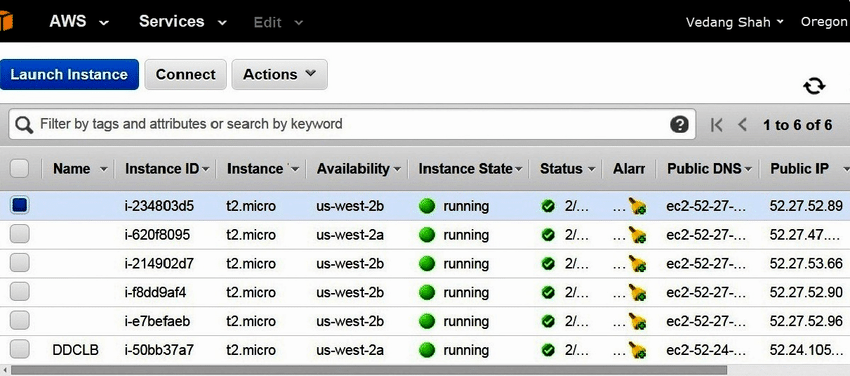 AWS Services Edit Vedang Shah Oregon
Launch Instance Connect Actions
Filter by tags and attributes or search by keyword ? 1 to 6 of 6
Name Instance ID Instance Availability Instance State Status Alarr Public DNS Public IP
i-234803d5 t2.micro us-west-2b running 2/... ... ec2-52-27-... 52.27.52.89
i-620f8095 t2.micro us-west-2a running 2/... ... ec2-52-27-... 52.27.47....
i-214902d7 t2.micro us-west-2b running 2/... ... ec2-52-27-... 52.27.53.66
i-f8dd9af4 t2.micro us-west-2b running 2/... ... ec2-52-27-... 52.27.52.90
i-e7befaeb t2.micro us-west-2b running 2/... ... ec2-52-27-... 52.27.52.96
DDCLB i-50bb37a7 t2.micro us-west-2a running 2/... ... ec2-52-24-... 52.24.105...